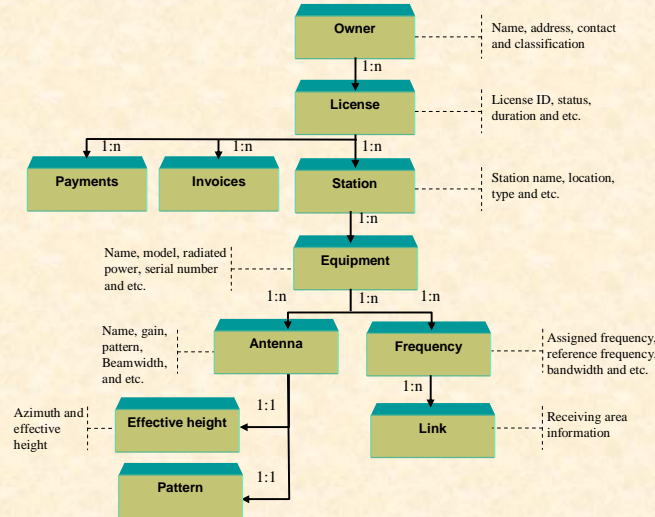 Owner
Name, address, contact
and classification
1:n
License
License ID, status,
duration and etc.
1:n
1:n
1:n
Payments
Invoices
Station
Station name, location,
type and etc.
1:n
Equipment
Name, model, radiated
power, serial number
and etc.
1:n
1:n
1:n
Antenna
Name, gain,
pattern,
Beamwidth,
and etc.
Frequency
Assigned frequency,
reference frequency,
bandwidth and etc.
1:n
1:1
Effective height
Azimuth and
effective
height
Link
Receiving area
information
1:1
Pattern